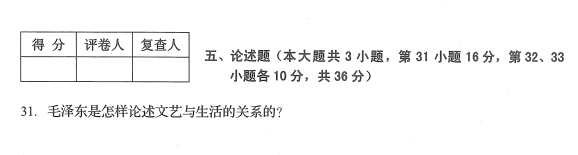 得 分 评卷人 复查人
五、论述题（本大题共 3 小题，第 31 小题 16 分，第 32、33
小题各 10 分，共 36 分）
31. 毛泽东是怎样论述文艺与生活的关系的?